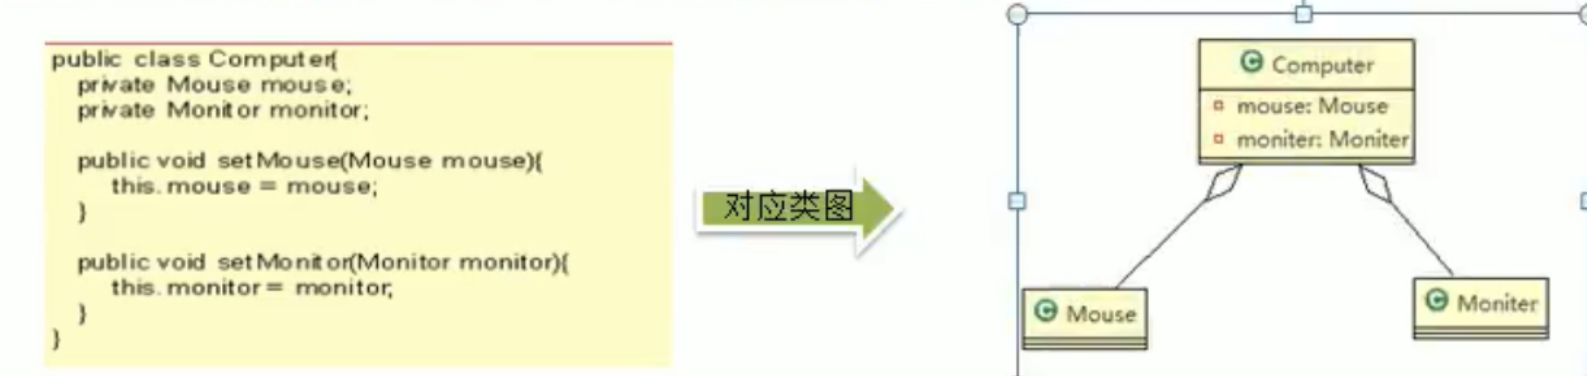 public class Computer{
private Mouse mouse;
private Monitor monitor;
public void setMouse(Mouse mouse){
this.mouse = mouse;
}
public void setMonitor(Monitor monitor){
this.monitor = monitor;
}
}
对应类图
C Computer
mouse: Mouse
moniter: Moniter
C Mouse
C Moniter